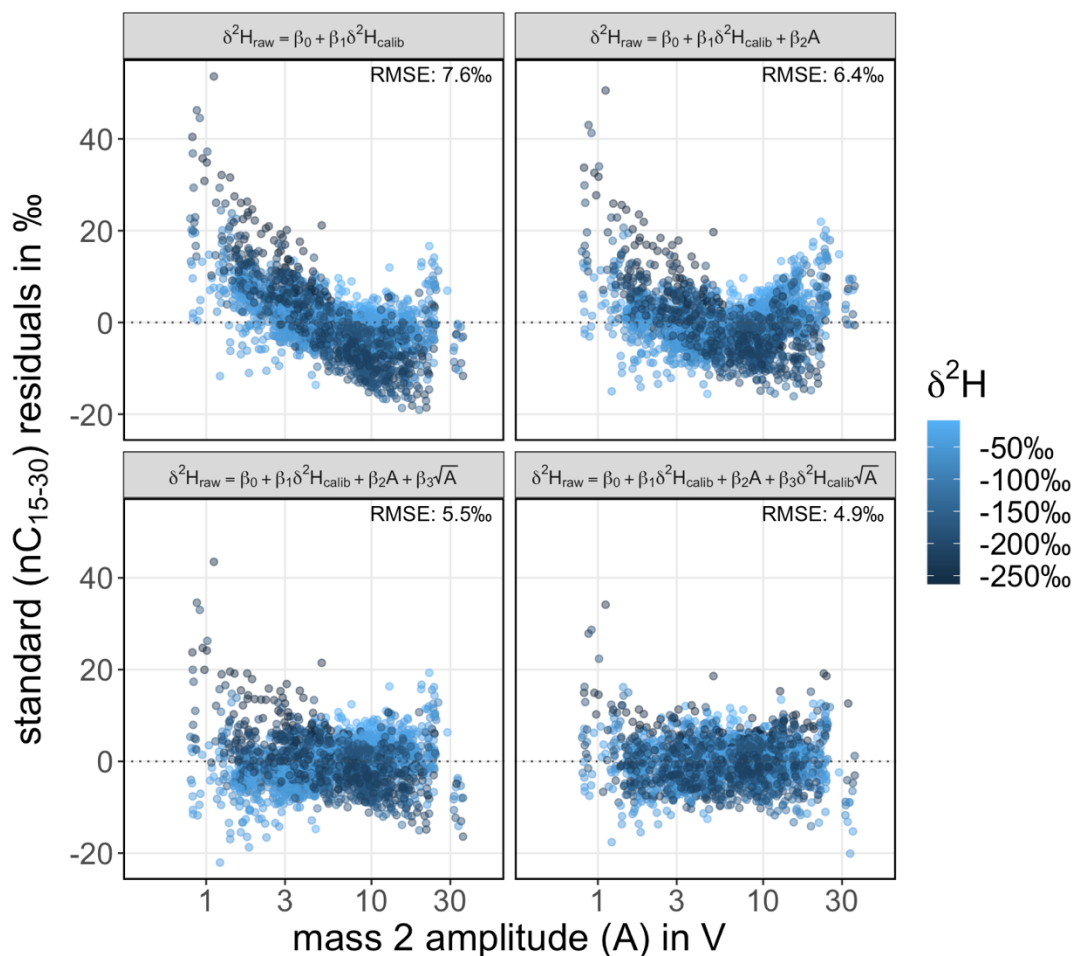 δ²H_raw = β₀ + β₁δ²H_calib
δ²H_raw = β₀ + β₁δ²H_calib + β₂A
RMSE: 7.6‰
RMSE: 6.4‰
40
20
0
-20
δ²H_raw = β₀ + β₁δ²H_calib + β₂A + β₃√A
δ²H_raw = β₀ + β₁δ²H_calib + β₂A + β₃δ²H_calib√A
RMSE: 5.5‰
RMSE: 4.9‰
40
20
0
-20
1 3 10 30
1 3 10 30
mass 2 amplitude (A) in V
standard (nC₁₅₋₃₀) residuals in ‰
δ²H
-50‰
-100‰
-150‰
-200‰
-250‰